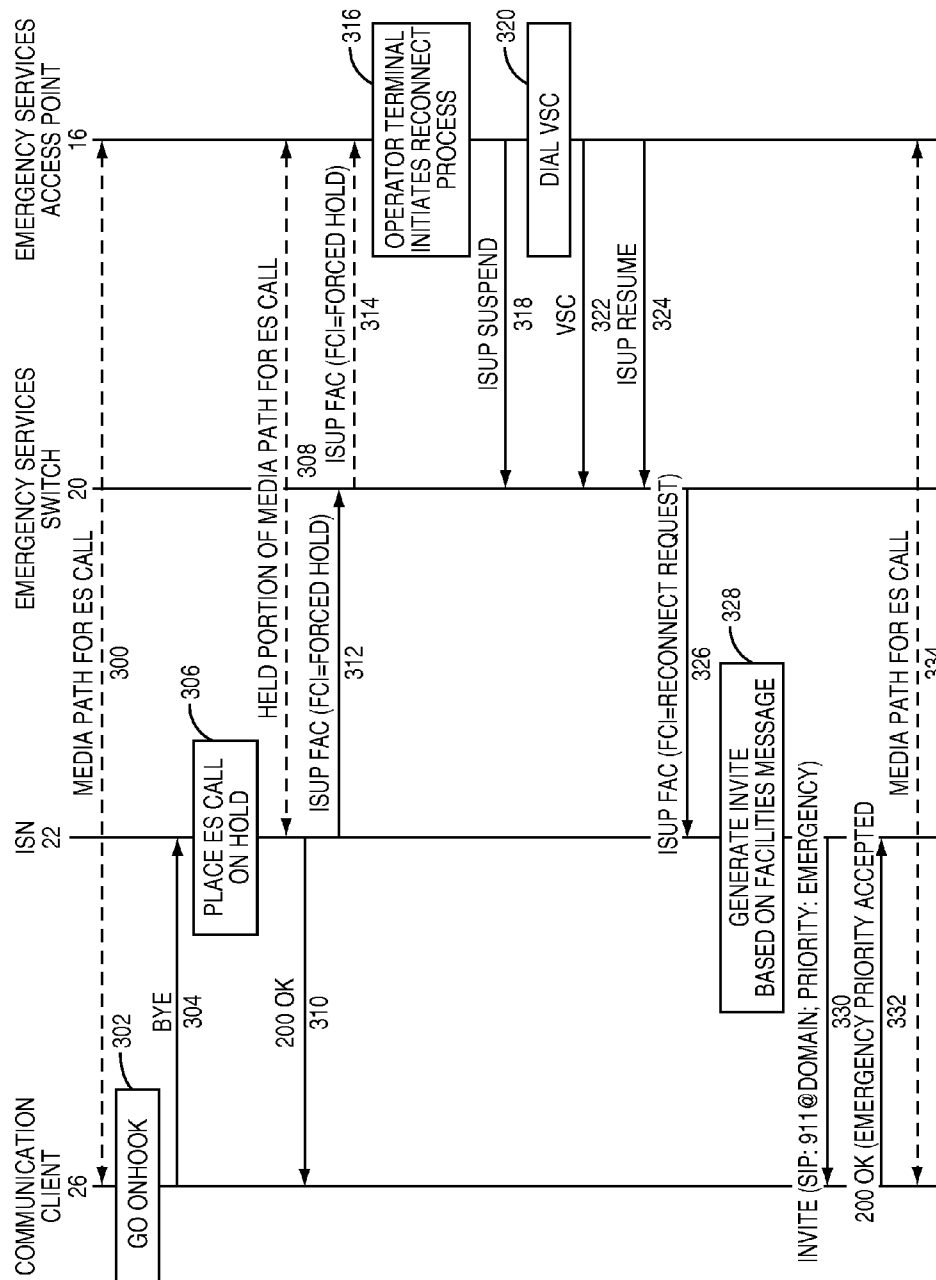 COMMUNICATION
CLIENT
26
ISN
22
EMERGENCY SERVICES
SWITCH
20
EMERGENCY SERVICES
ACCESS POINT
16
MEDIA PATH FOR ES CALL
300
302
GO ONHOOK
BYE
304
306
PLACE ES CALL
ON HOLD
HELD PORTION OF MEDIA PATH FOR ES CALL
308
200 OK
310
ISUP FAC (FCI=FORCED HOLD)
312
ISUP FAC (FCI=FORCED HOLD)
314
316
OPERATOR TERMINAL
INITIATES RECONNECT
PROCESS
ISUP SUSPEND
318
320
DIAL VSC
VSC
322
ISUP RESUME
324
ISUP FAC (FCI=RECONNECT REQUEST)
326
328
GENERATE INVITE
BASED ON FACILITIES MESSAGE
INVITE (SIP: 911@DOMAIN; PRIORITY: EMERGENCY)
330
200 OK (EMERGENCY PRIORITY ACCEPTED
332
MEDIA PATH FOR ES CALL
334